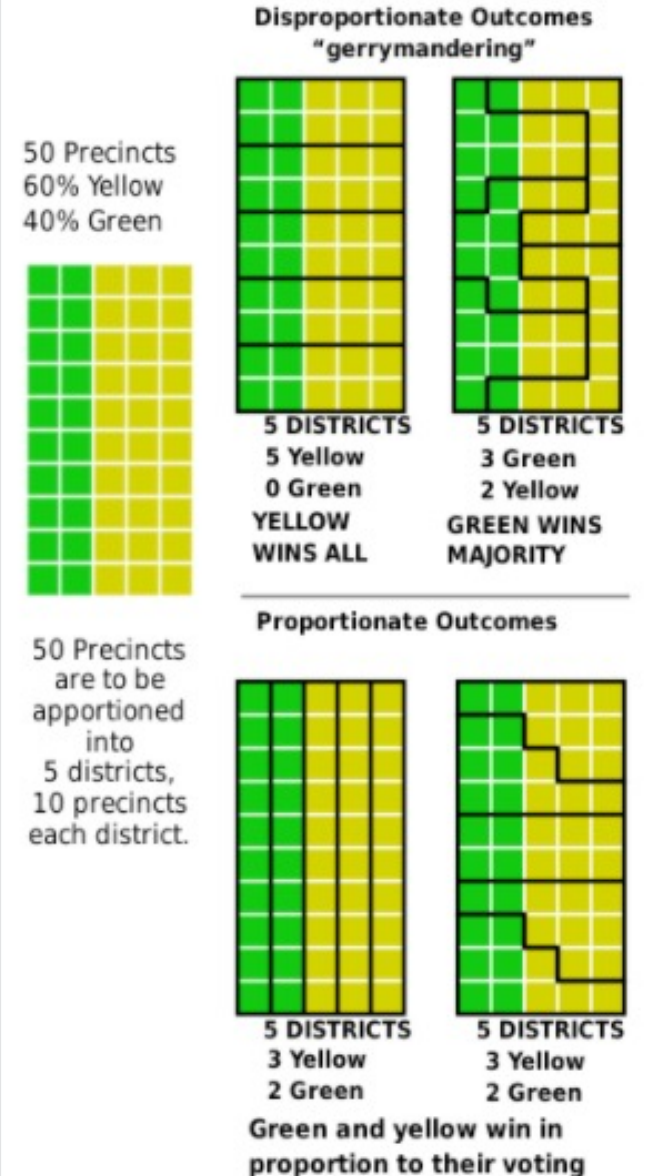 Disproportionate Outcomes
“gerrymandering”
50 Precincts
60% Yellow
40% Green
5 DISTRICTS
5 Yellow
0 Green
YELLOW
WINS ALL
5 DISTRICTS
3 Green
2 Yellow
GREEN WINS
MAJORITY
50 Precincts
are to be
apportioned
into
5 districts,
10 precincts
each district.
Proportionate Outcomes
5 DISTRICTS
3 Yellow
2 Green
5 DISTRICTS
3 Yellow
2 Green
Green and yellow win in
proportion to their voting